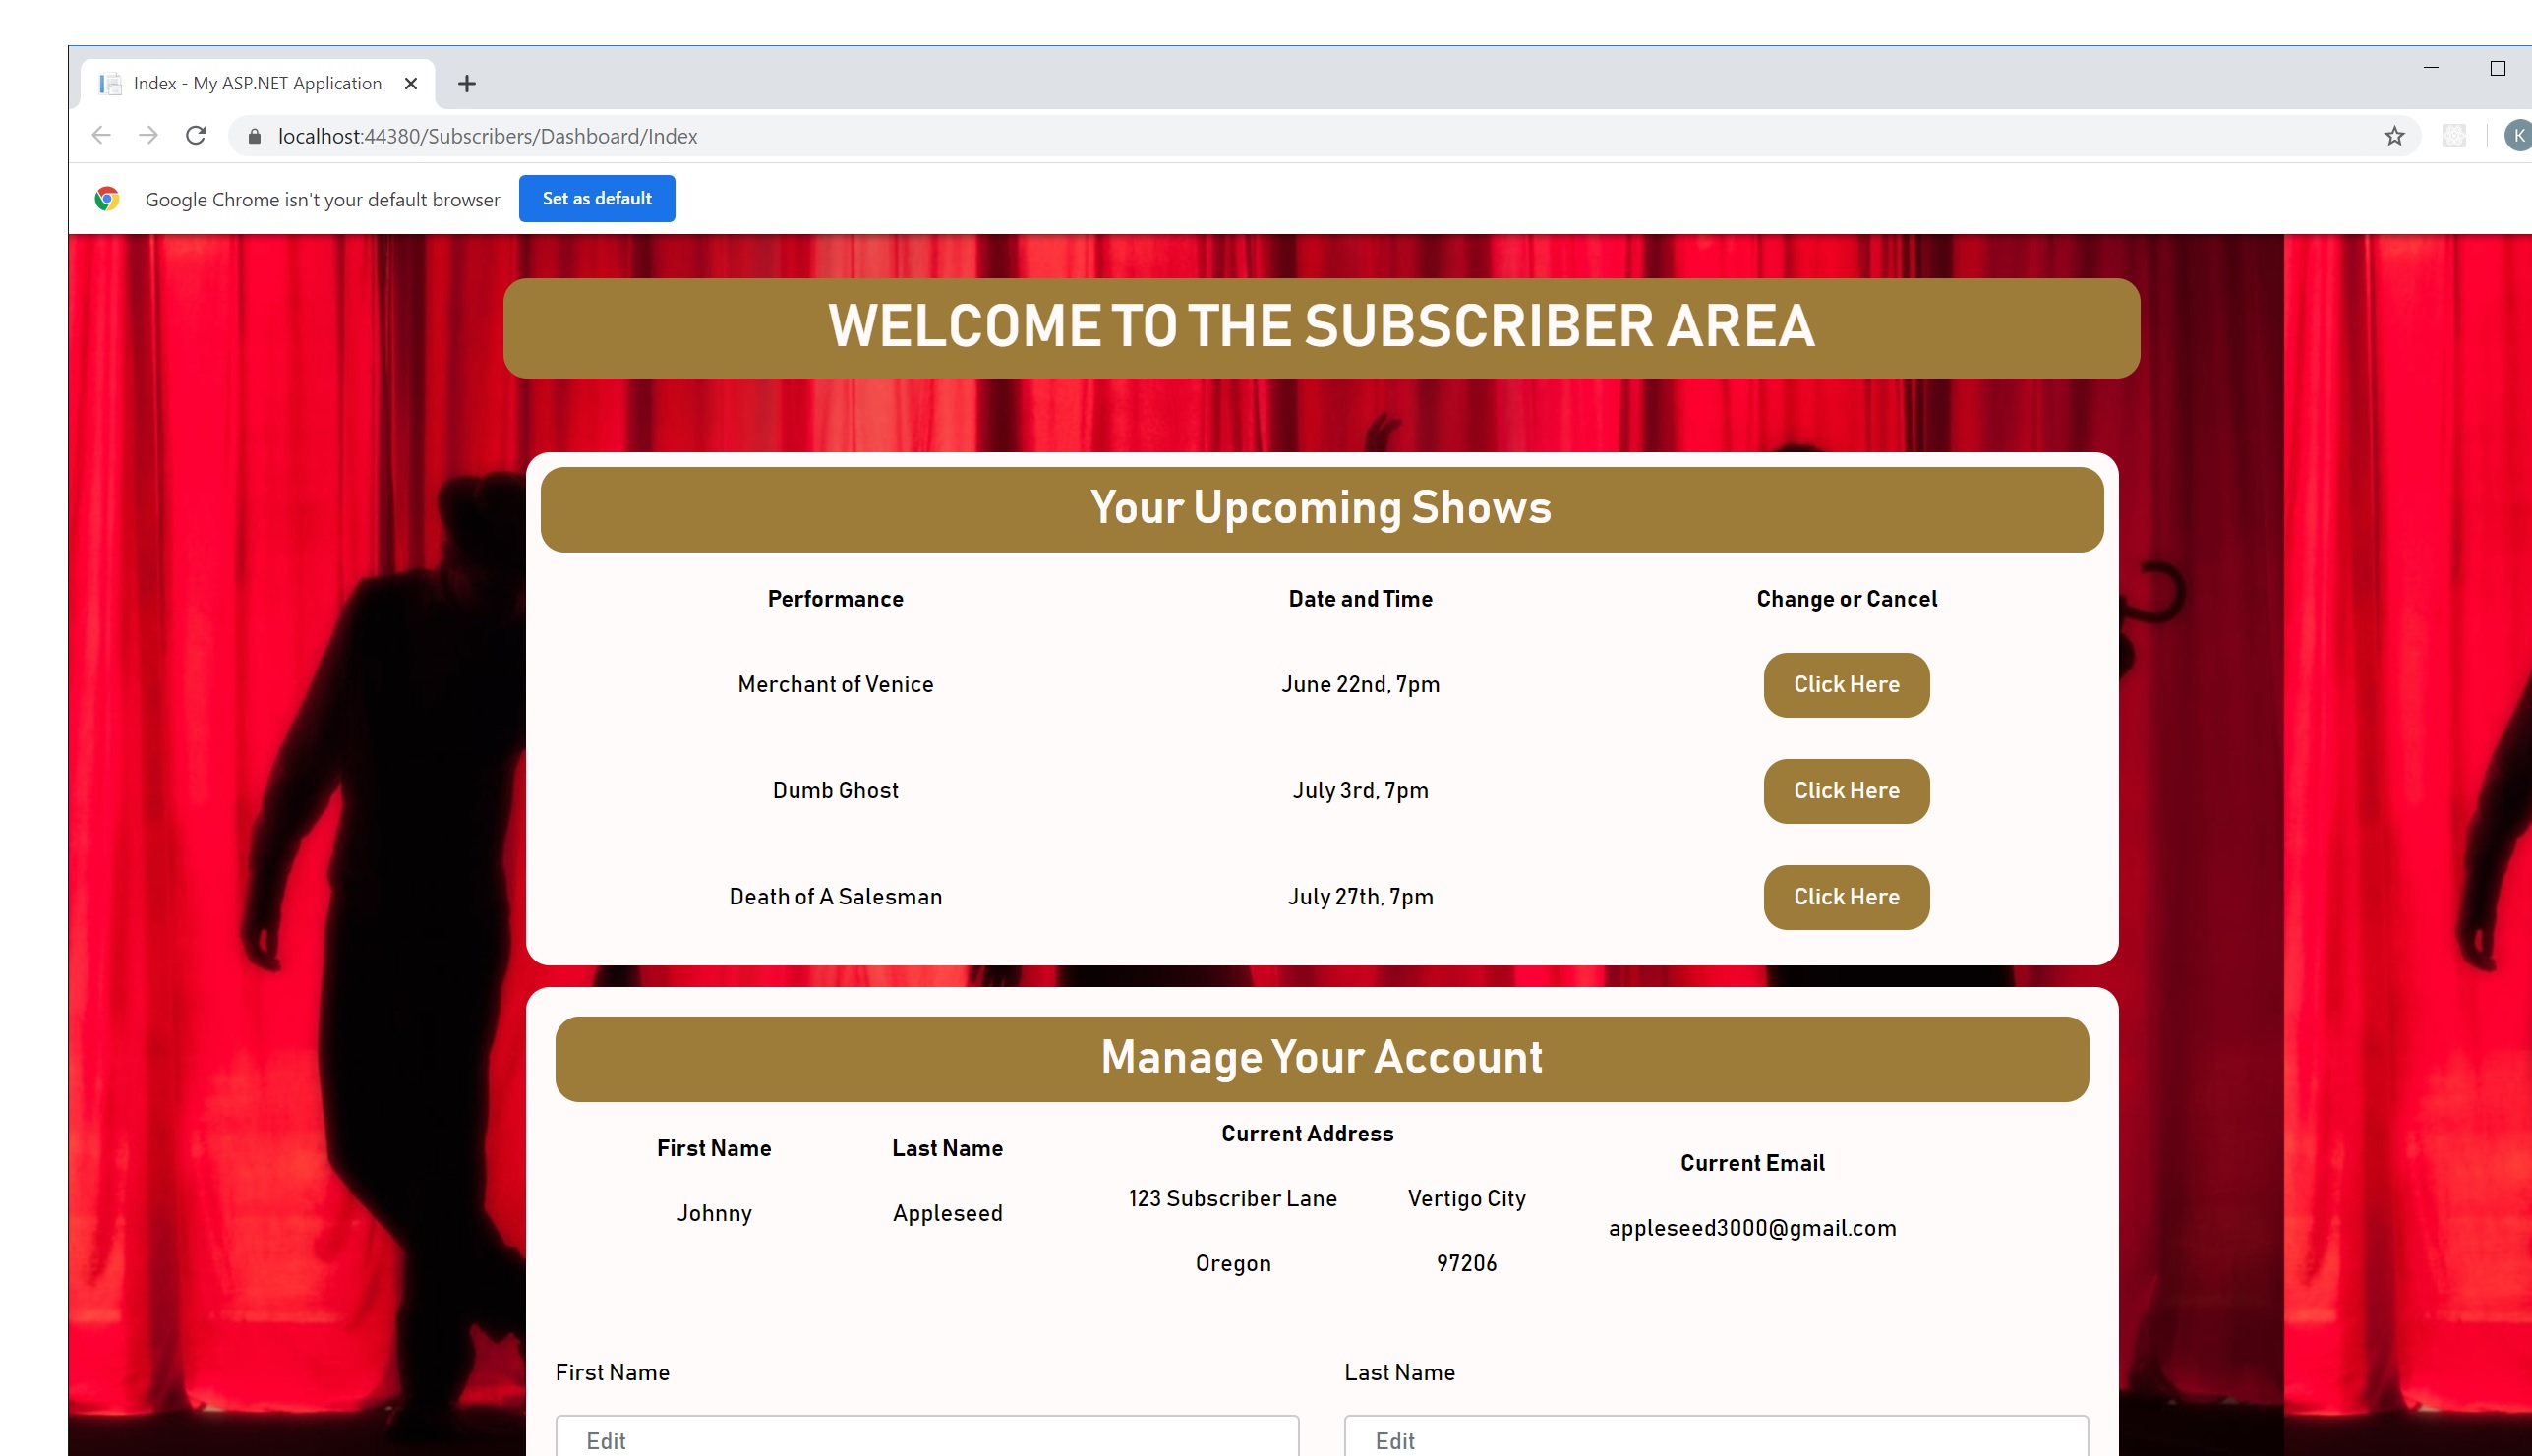 Index - My ASP.NET Application
localhost:44380/Subscribers/Dashboard/Index
K
Google Chrome isn't your default browser Set as default
WELCOME TO THE SUBSCRIBER AREA
Your Upcoming Shows
Performance Date and Time Change or Cancel
Merchant of Venice June 22nd, 7pm Click Here
Dumb Ghost July 3rd, 7pm Click Here
Death of A Salesman July 27th, 7pm Click Here
Manage Your Account
First Name Last Name Current Address Current Email
Johnny Appleseed 123 Subscriber Lane Vertigo City appleseed3000@gmail.com
Oregon 97206
First Name Last Name
Edit Edit